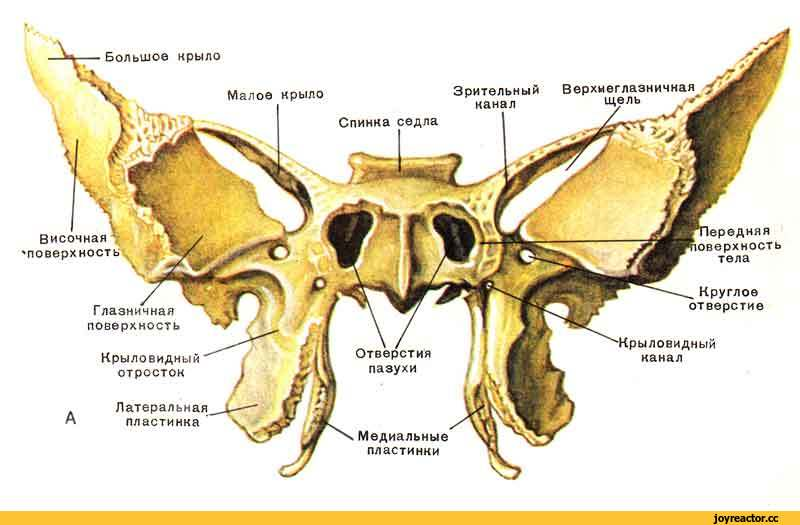 Большое крыло
Малое крыло
Зрительный
канал
Верхнеглазничная
щель
Спинка седла
Височная
поверхность
Передняя
поверхность
тела
Глазничная
поверхность
Круглое
отверстие
Крыловидный
отросток
Отверстия
пазухи
Крыловидный
канал
Латеральная
пластинка
А
Медиальные
пластинки
joyreactor.cc